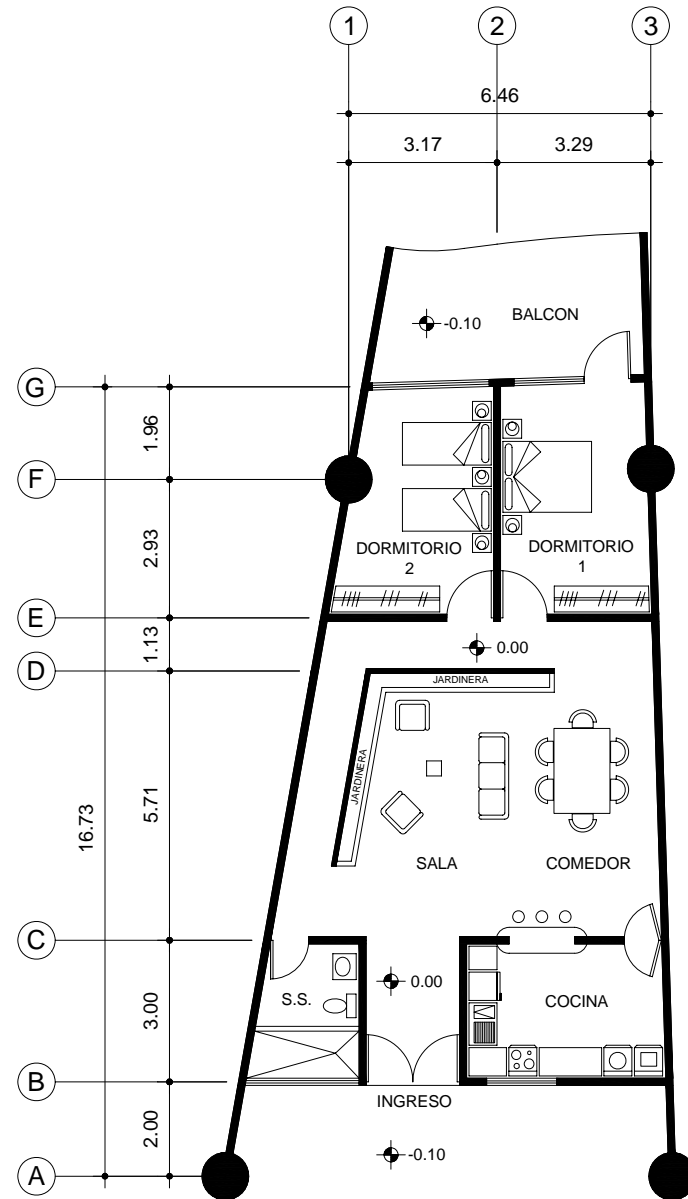 1
2
3
6.46
3.17
3.29
BALCON
-0.10
G
1.96
F
2.93
DORMITORIO
2
DORMITORIO
1
E
1.13
0.00
D
JARDINERA
JARDINERA
16.73
5.71
SALA
COMEDOR
C
3.00
S.S.
0.00
COCINA
B
INGRESO
2.00
-0.10
A